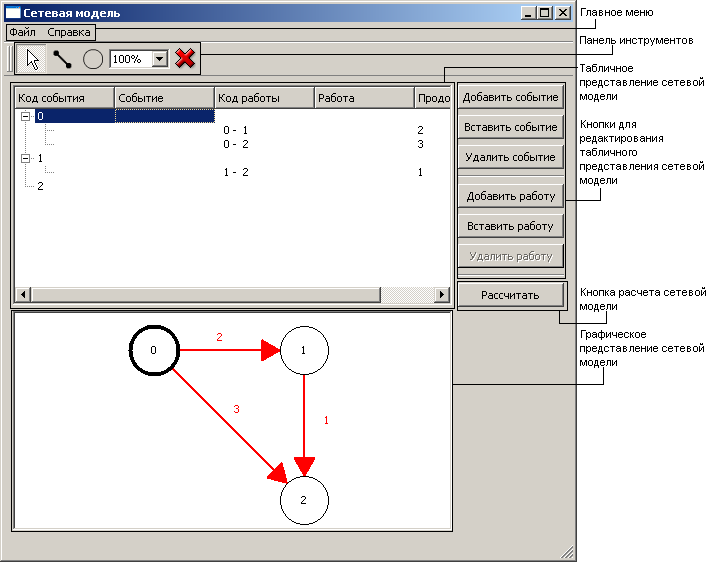 Сетевая модель
Файл Справка
100%
Код события Событие Код работы Работа Продо
0
0 - 1 2
0 - 2 3
1
1 - 2 1
2
Добавить событие
Вставить событие
Удалить событие
Добавить работу
Вставить работу
Удалить работу
Рассчитать
0
2
1
3
1
2
Главное меню
Панель инструментов
Табличное
представление сетевой
модели
Кнопки для
редактирования
табличного
представления сетевой
модели
Кнопка расчета сетевой
модели
Графическое
представление сетевой
модели